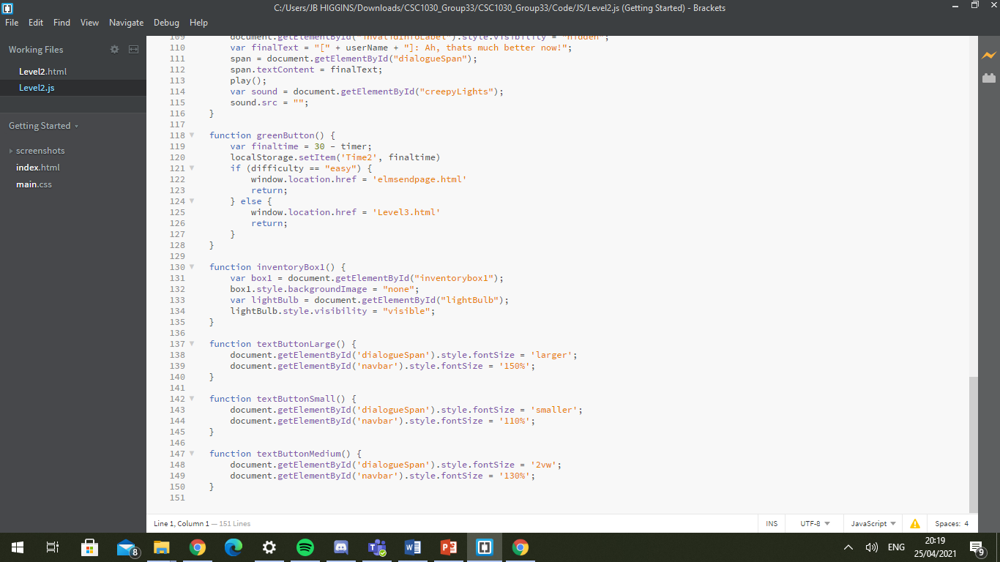 C:/Users/JB HIGGINS/Downloads/CSC1030_Group33/CSC1030_Group33/Code/JS/Level2.js (Getting Started) - Brackets
File Edit Find View Navigate Debug Help
Working Files
Level2.html
Level2.js
Getting Started
screenshots
index.html
main.css
109 document.getElementById("invalidInfoLabel").style.visibility = "hidden";
110 var finalText = "[" + userName + "]: Ah, thats much better now!";
111 span = document.getElementById("dialogueSpan");
112 span.textContent = finalText;
113 play();
114 var sound = document.getElementById("creepyLights");
115 sound.src = "";
116 }
117
118 function greenButton() {
119 var finaltime = 30 - timer;
120 localStorage.setItem('Time2', finaltime)
121 if (difficulty == "easy") {
122 window.location.href = 'elmsendpage.html'
123 return;
124 } else {
125 window.location.href = 'Level3.html'
126 return;
127 }
128 }
129
130 function inventoryBox1() {
131 var box1 = document.getElementById("inventorybox1");
132 box1.style.backgroundImage = "none";
133 var lightBulb = document.getElementById("lightBulb");
134 lightBulb.style.visibility = "visible";
135 }
136
137 function textButtonLarge() {
138 document.getElementById('dialogueSpan').style.fontSize = 'larger';
139 document.getElementById('navbar').style.fontSize = '150%';
140 }
141
142 function textButtonSmall() {
143 document.getElementById('dialogueSpan').style.fontSize = 'smaller';
144 document.getElementById('navbar').style.fontSize = '110%';
145 }
146
147 function textButtonMedium() {
148 document.getElementById('dialogueSpan').style.fontSize = '2vw';
149 document.getElementById('navbar').style.fontSize = '130%';
150 }
151
Line 1, Column 1 — 151 Lines
INS UTF-8 JavaScript Spaces: 4
8
ENG
20:19
25/04/2021
9